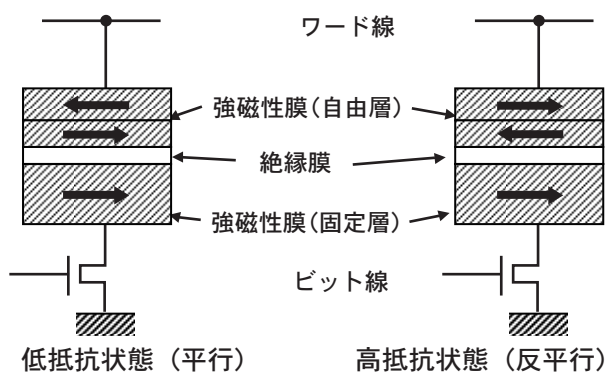 ワード線
強磁性膜(自由層)
絶縁膜
強磁性膜(固定層)
ビット線
低抵抗状態（平行）
高抵抗状態（反平行）